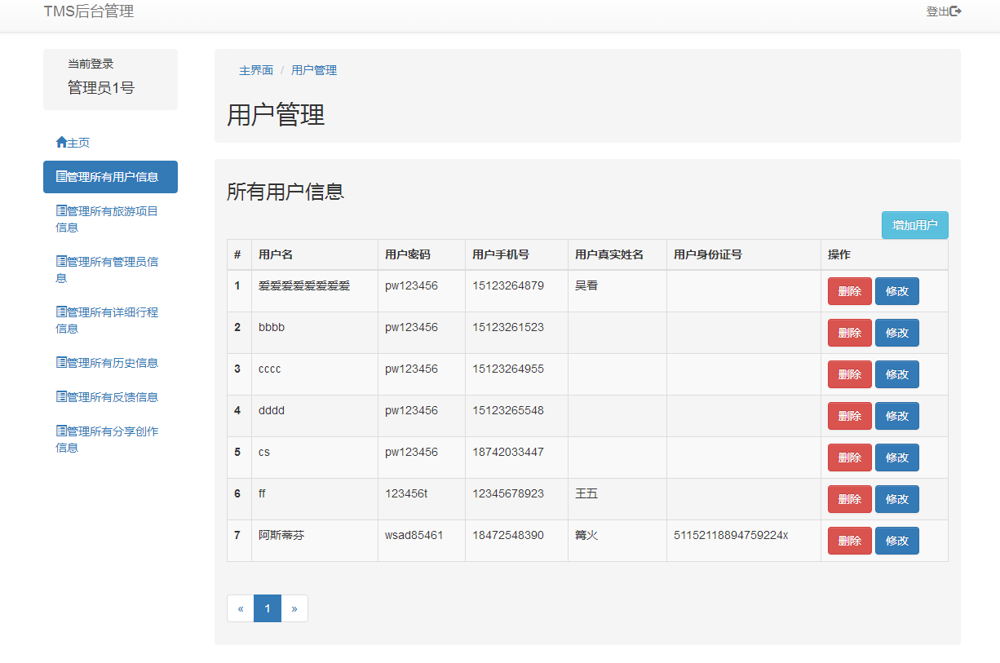 TMS后台管理
登出
当前登录
管理员1号
主页
管理所有用户信息
管理所有旅游项目
信息
管理所有管理员信
息
管理所有详细行程
信息
管理所有历史信息
管理所有反馈信息
管理所有分享创作
信息
主界面 / 用户管理
用户管理
所有用户信息
增加用户
# 用户名 用户密码 用户手机号 用户真实姓名 用户身份证号 操作
1 爱爱爱爱爱爱爱爱 pw123456 15123264879 吴看 删除 修改
2 bbbb pw123456 15123261523 删除 修改
3 cccc pw123456 15123264955 删除 修改
4 dddd pw123456 15123265548 删除 修改
5 cs pw123456 18742033447 删除 修改
6 ff 123456t 12345678923 王五 删除 修改
7 阿斯蒂芬 wsad85461 18472548390 篝火 51152118894759224x 删除 修改
« 1 »